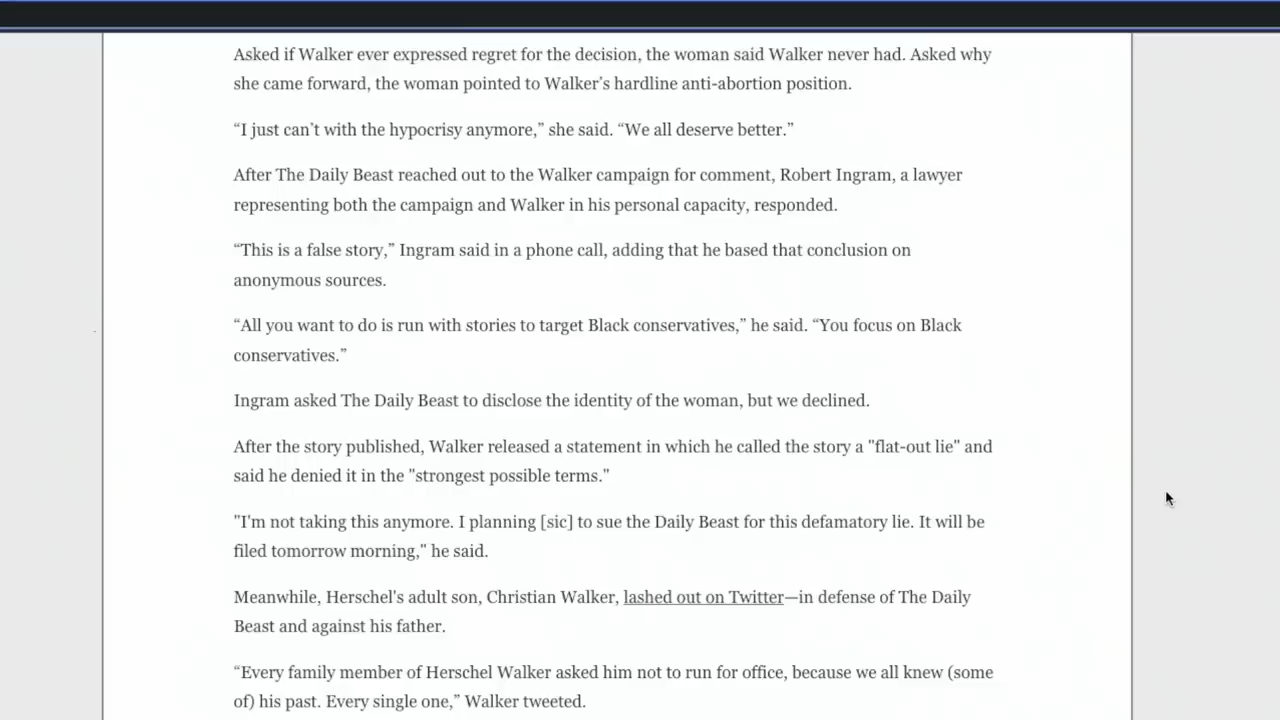 Asked if Walker ever expressed regret for the decision, the woman said Walker never had. Asked why
she came forward, the woman pointed to Walker’s hardline anti-abortion position.
“I just can’t with the hypocrisy anymore,” she said. “We all deserve better.”
After The Daily Beast reached out to the Walker campaign for comment, Robert Ingram, a lawyer
representing both the campaign and Walker in his personal capacity, responded.
“This is a false story,” Ingram said in a phone call, adding that he based that conclusion on
anonymous sources.
“All you want to do is run with stories to target Black conservatives,” he said. “You focus on Black
conservatives.”
Ingram asked The Daily Beast to disclose the identity of the woman, but we declined.
After the story published, Walker released a statement in which he called the story a "flat-out lie" and
said he denied it in the "strongest possible terms."
"I'm not taking this anymore. I planning [sic] to sue the Daily Beast for this defamatory lie. It will be
filed tomorrow morning," he said.
Meanwhile, Herschel's adult son, Christian Walker, lashed out on Twitter—in defense of The Daily
Beast and against his father.
“Every family member of Herschel Walker asked him not to run for office, because we all knew (some
of) his past. Every single one,” Walker tweeted.